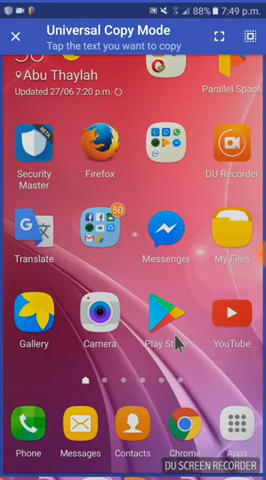 88% 7:49 p.m.
Universal Copy Mode
Tap the text you want to copy
Abu Thaylah
Updated 27/06 7:20 p.m.
Parallel Space
BETA
Security Master
Firefox
DU Recorder
50
Translate
Messenger
My Files
Gallery
Camera
Play Store
YouTube
Phone
Messages
Contacts
Chrome
Apps
DU SCREEN RECORDER